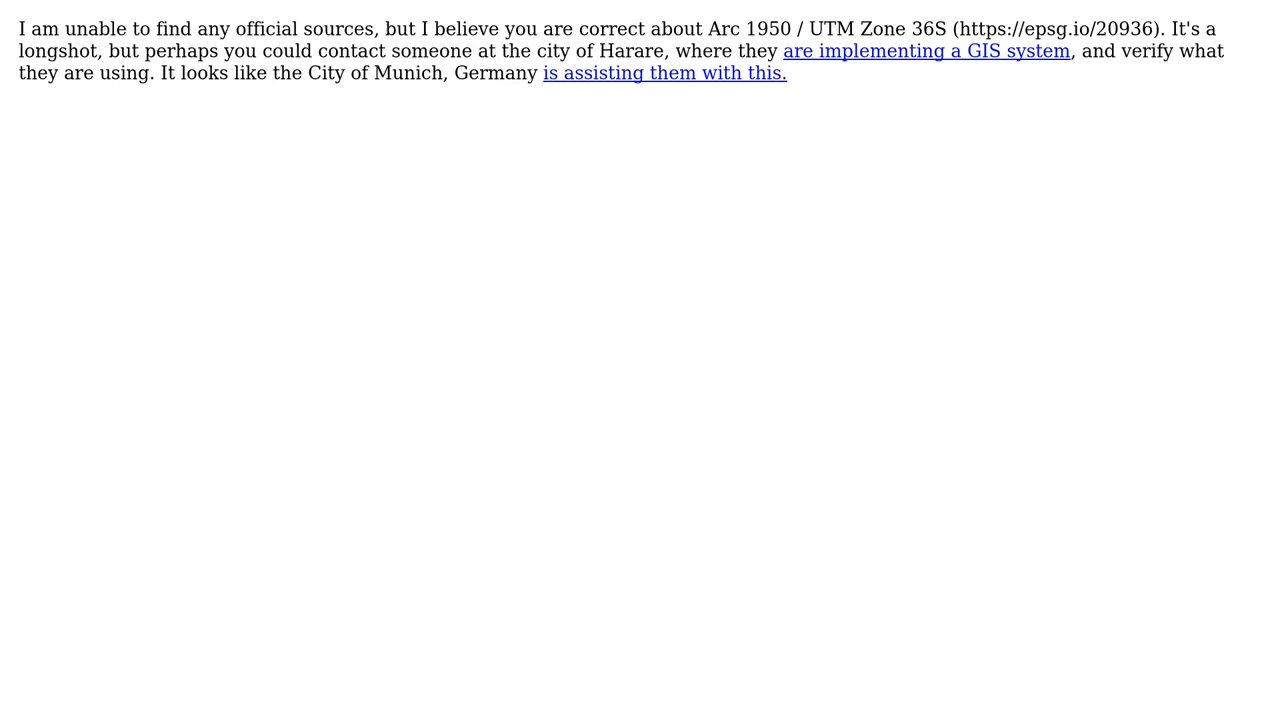 I am unable to find any official sources, but I believe you are correct about Arc 1950 / UTM Zone 36S (https://epsg.io/20936). It's a
longshot, but perhaps you could contact someone at the city of Harare, where they are implementing a GIS system, and verify what
they are using. It looks like the City of Munich, Germany is assisting them with this.